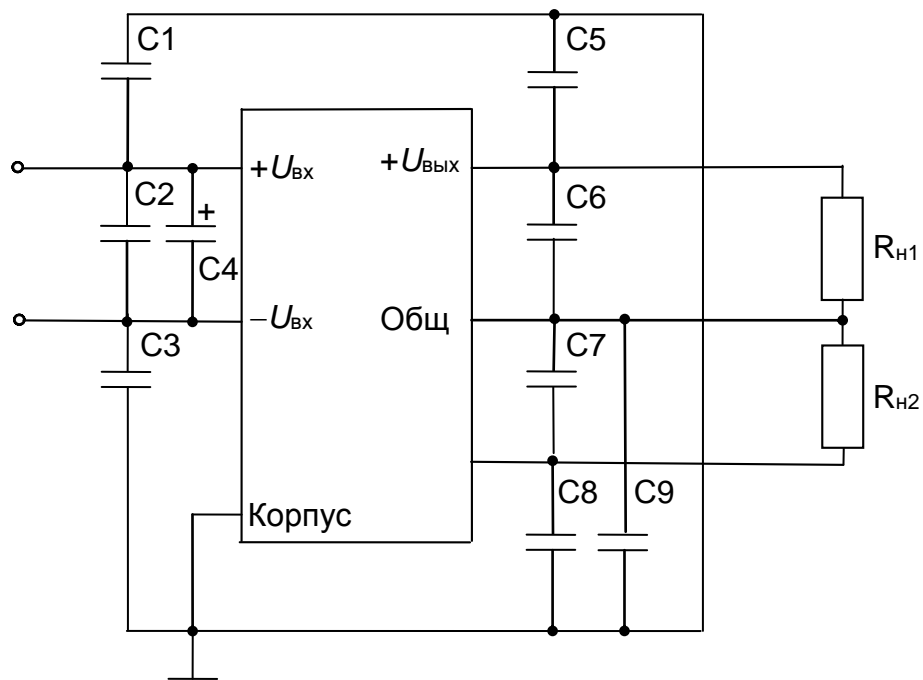 C1
C5
+Uвх
+Uвых
C2
C6
+
C4
Rн1
−Uвх
Общ
C3
C7
Rн2
C8
C9
Корпус